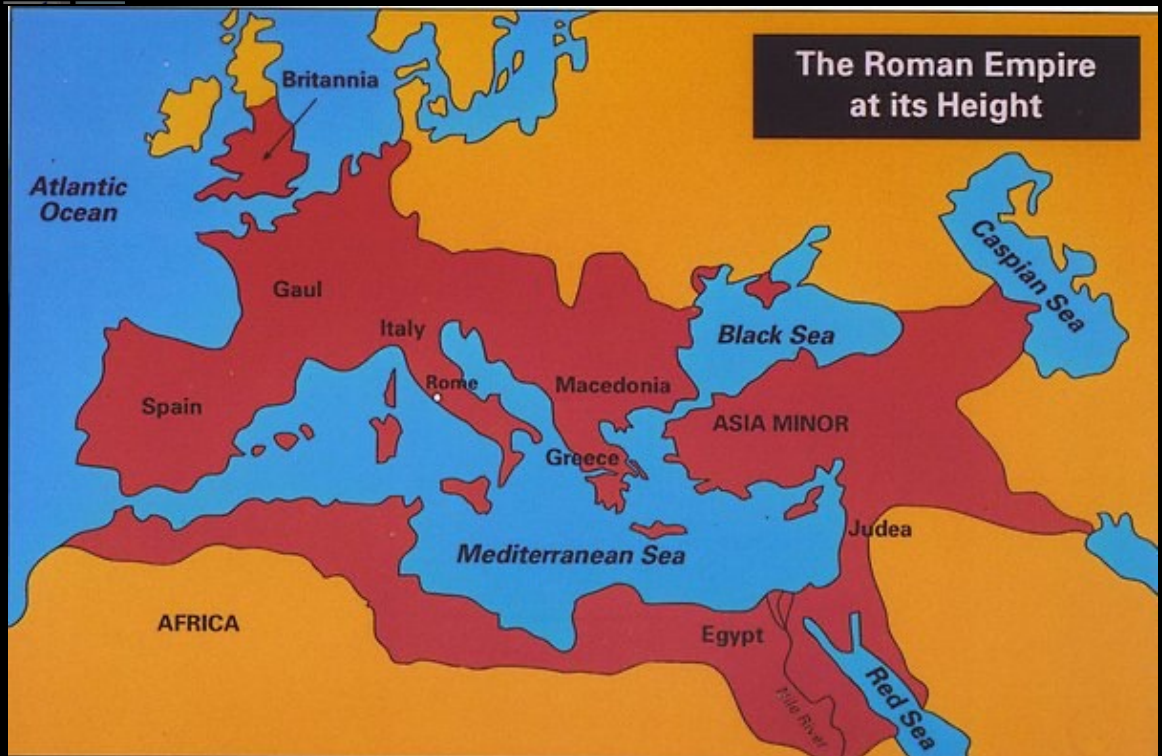 The Roman Empire
at its Height
Britannia
Atlantic
Ocean
Caspian Sea
Gaul
Italy
Black Sea
Rome
Macedonia
Spain
ASIA MINOR
Greece
Judea
Mediterranean Sea
AFRICA
Egypt
Red Sea
Nile River